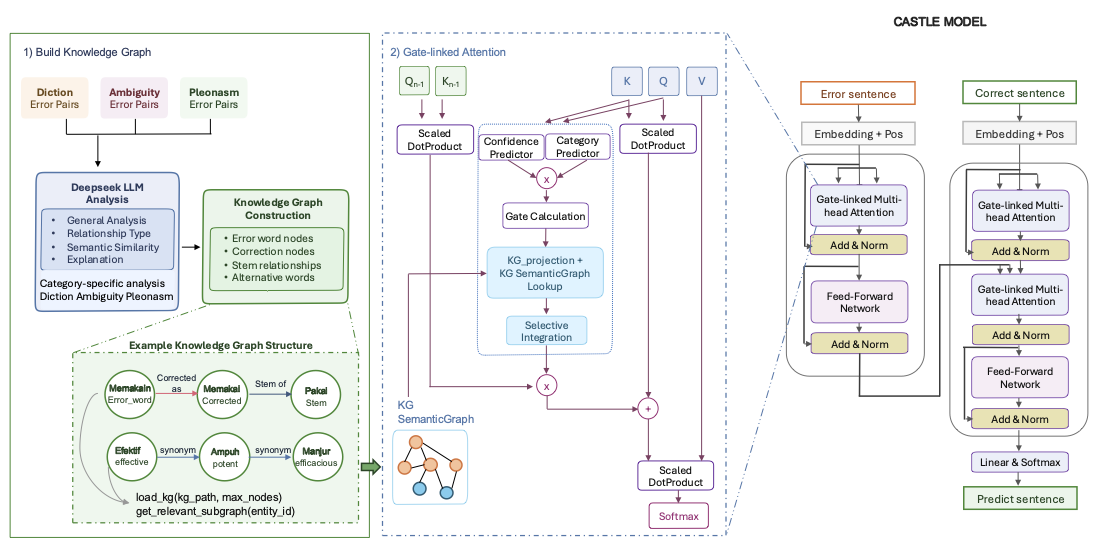 CASTLE MODEL
1) Build Knowledge Graph
Diction
Error Pairs
Ambiguity
Error Pairs
Pleonasm
Error Pairs
Deepseek LLM
Analysis
• General Analysis
• Relationship Type
• Semantic Similarity
• Explanation
Category-specific analysis
Diction Ambiguity Pleonasm
Knowledge Graph
Construction
• Error word nodes
• Correction nodes
• Stem relationships
• Alternative words
Example Knowledge Graph Structure
Memakain
Error_word
Corrected
as
Memakai
Corrected
Stem of
Pakai
Stem
Efektif
effective
synonym
Ampuh
potent
synonym
Manjur
efficacious
load_kg(kg_path, max_nodes)
get_relevant_subgraph(entity_id)
2) Gate-linked Attention
Qn-1
Kn-1
K
Q
V
Scaled
DotProduct
Confidence
Predictor
Category
Predictor
Scaled
DotProduct
x
Gate Calculation
KG_projection +
KG SemanticGraph
Lookup
Selective
Integration
x
+
KG
SemanticGraph
Scaled
DotProduct
Softmax
Error sentence
Embedding + Pos
Gate-linked Multi-
head Attention
Add & Norm
Feed-Forward
Network
Add & Norm
Correct sentence
Embedding + Pos
Gate-linked Multi-
head Attention
Add & Norm
Gate-linked Multi-
head Attention
Add & Norm
Feed-Forward
Network
Add & Norm
Linear & Softmax
Predict sentence